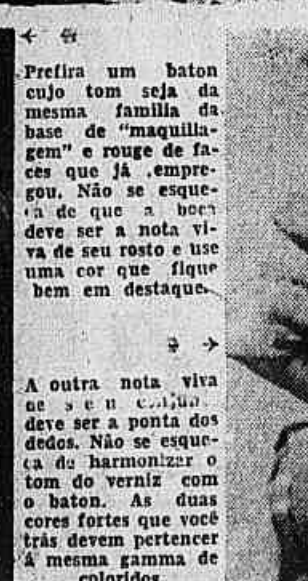 Prefira um baton
cujo tom seja da
mesma familia da
base de "maquilla-
gem" e rouge de fa-
ces que já .empre-
gou. Não se esque-
ça de que a boca
deve ser a nota vi-
va de seu rosto e use
uma cor que fique
bem em destaque.
A outra nota viva
de seu
deve ser a ponta dos
dedos. Não se esque-
ça de harmonizar o
tom do verniz com
o baton. As duas
cores fortes que você
trás devem pertencer
á mesma gamma de
coloridos